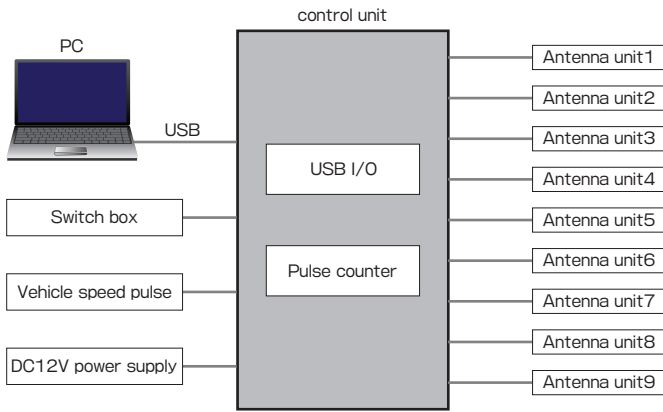 control unit
PC
USB
Switch box
Vehicle speed pulse
DC12V power supply
USB I/O
Pulse counter
Antenna unit1
Antenna unit2
Antenna unit3
Antenna unit4
Antenna unit5
Antenna unit6
Antenna unit7
Antenna unit8
Antenna unit9